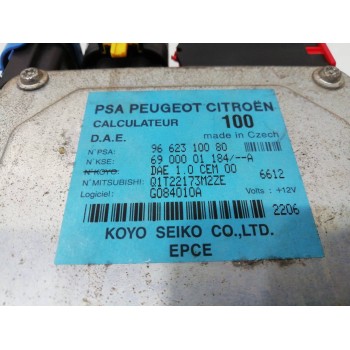 PSA PEUGEOT CITROËN
CALCULATEUR 100
D.A.E. made in Czech
N°PSA: 96 623 100 80
N°KSE: 69 000 01 184/--A
N°KOYO: DAE 1.0 CEM 00
N°MITSUBISHI: Q1T22173M2ZE 6612
Logiciel: G084010A Volts: +12V
2206
KOYO SEIKO CO.,LTD.
EPCE